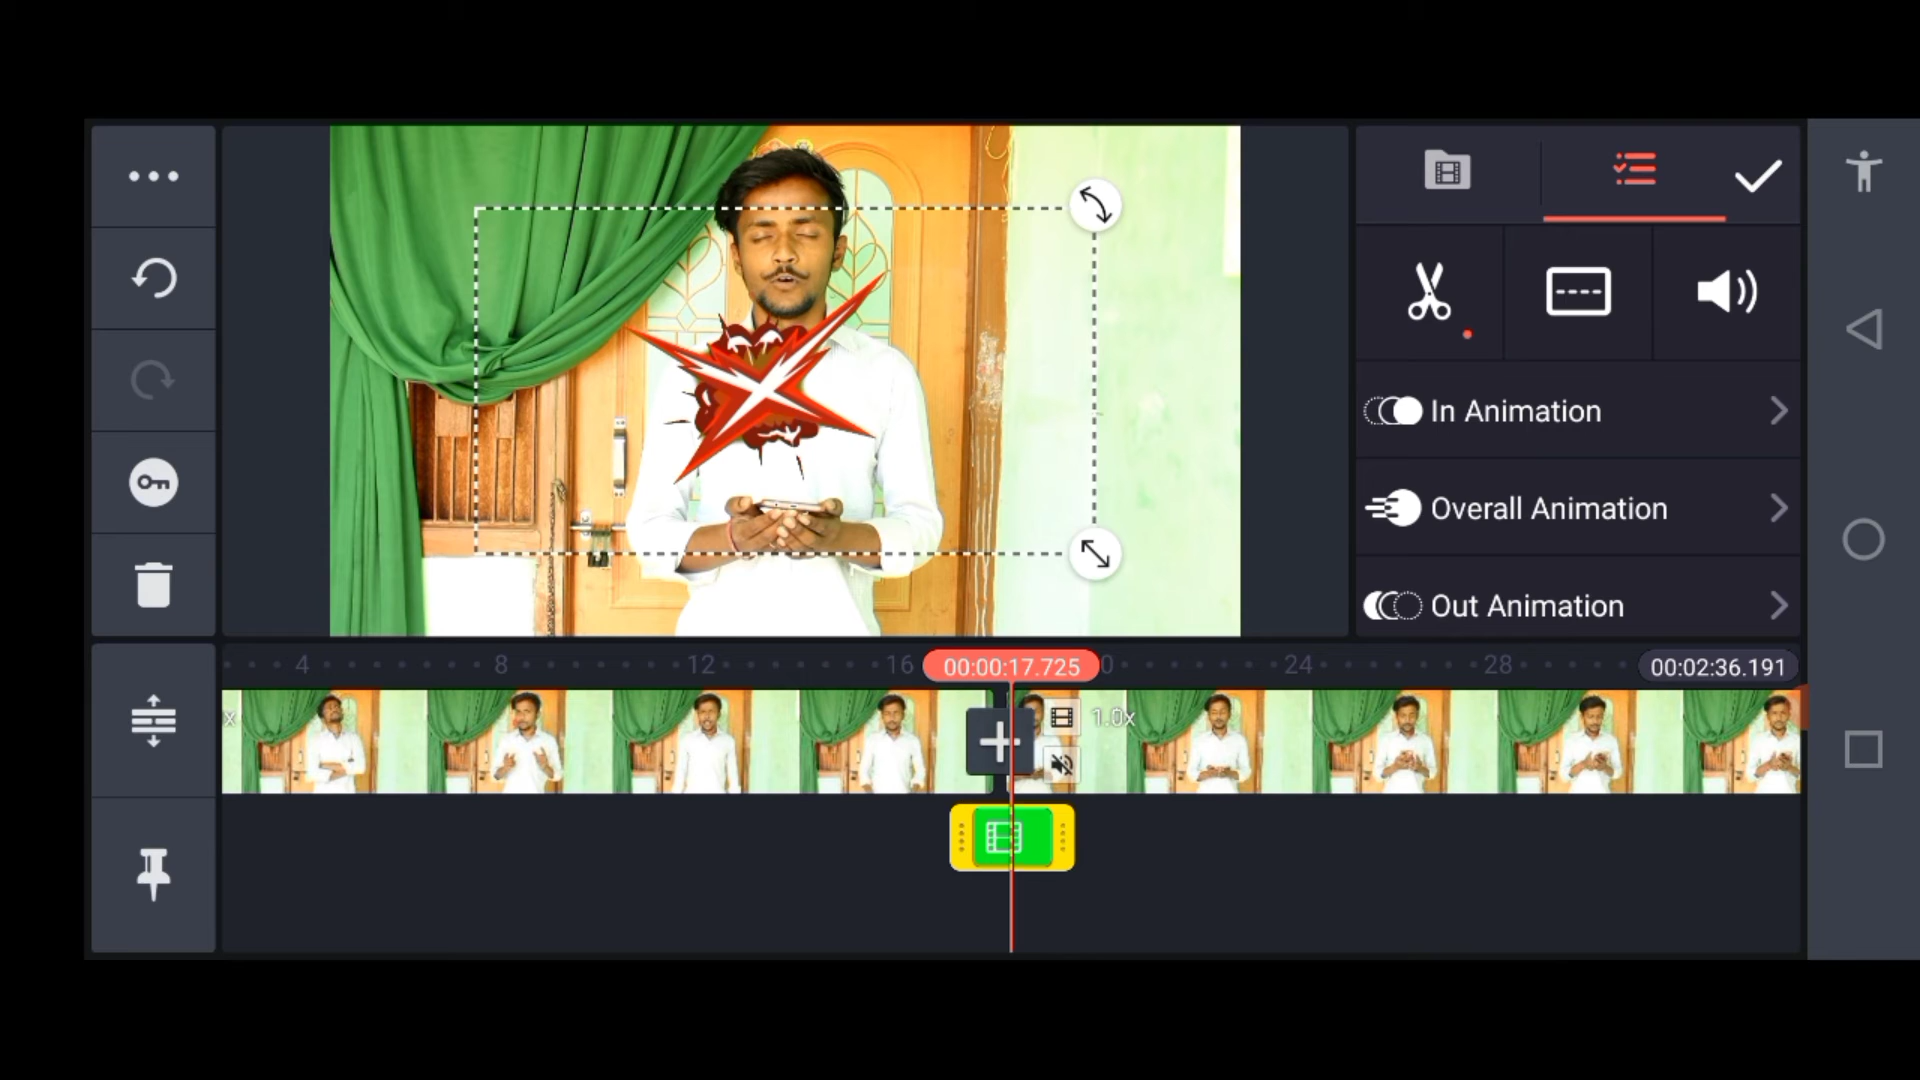 In Animation
Overall Animation
Out Animation
4 8 12 16 00:00:17.725 0 24 28 00:02:36.191
x 1.0x